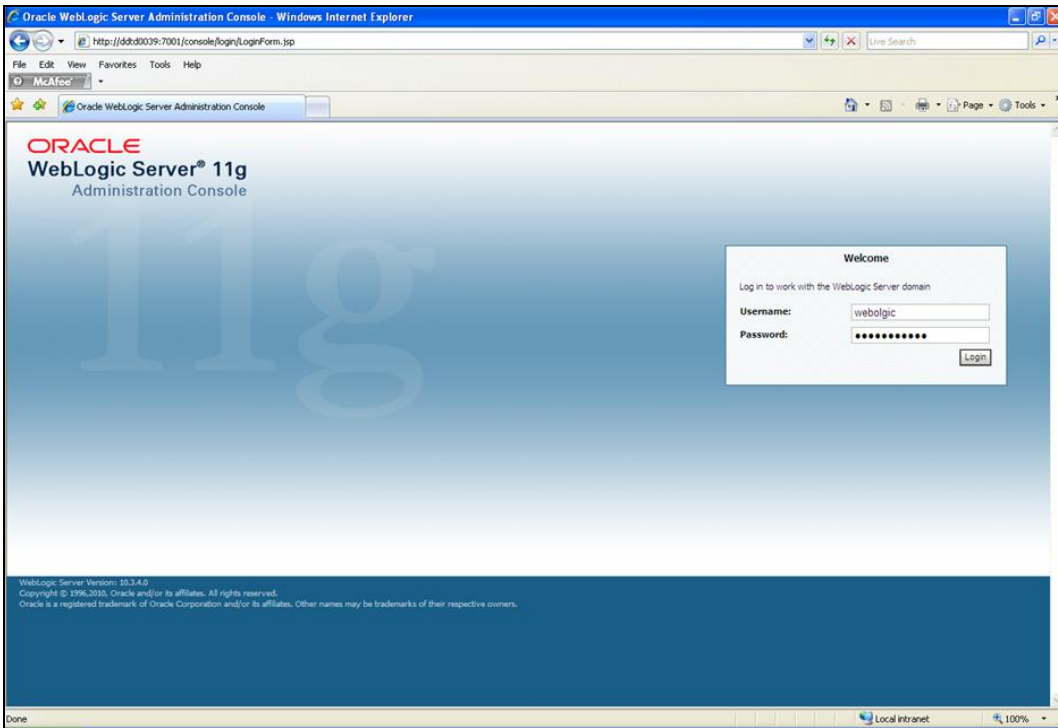 Oracle WebLogic Server Administration Console - Windows Internet Explorer
http://ddtd0039:7001/console/login/LoginForm.jsp
Live Search
File Edit View Favorites Tools Help
McAfee
Oracle WebLogic Server Administration Console
Page Tools
ORACLE
WebLogic Server® 11g
Administration Console
11g
Welcome
Log in to work with the WebLogic Server domain
Username: webolgic
Password: •••••••••••
Login
WebLogic Server Version: 10.3.4.0
Copyright © 1996,2010, Oracle and/or its affiliates. All rights reserved.
Oracle is a registered trademark of Oracle Corporation and/or its affiliates. Other names may be trademarks of their respective owners.
Done
Local intranet
100%